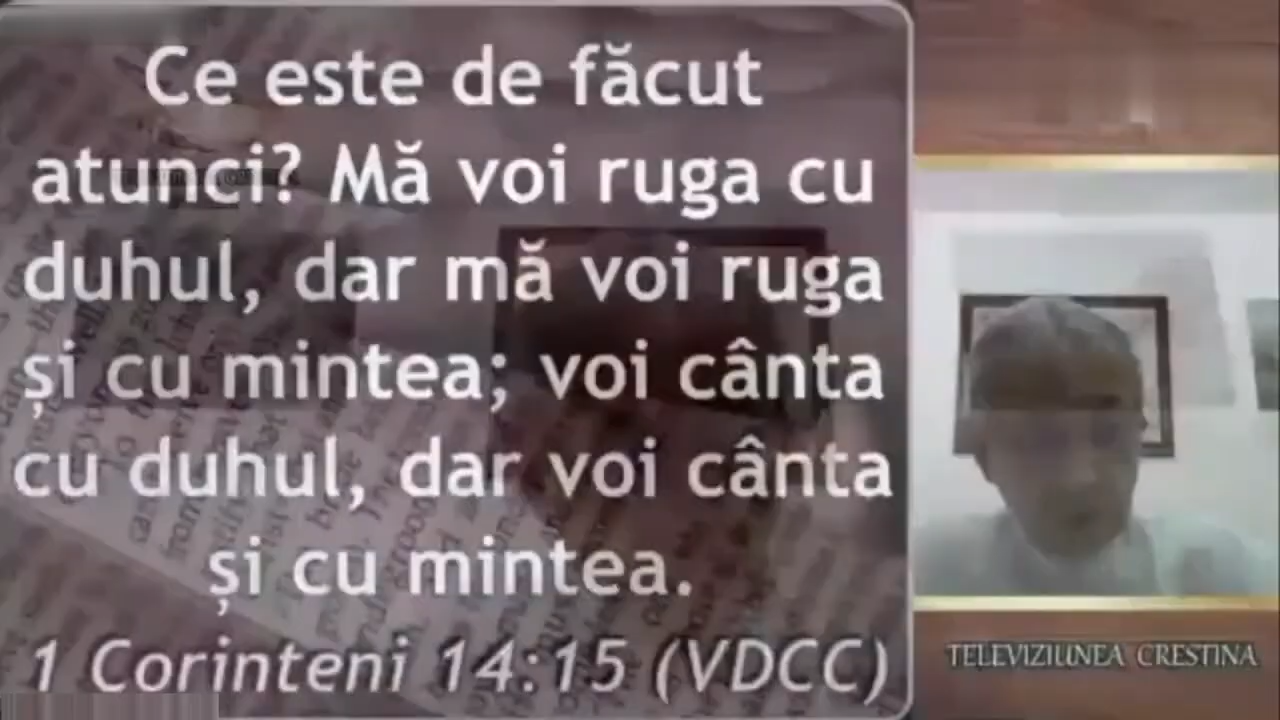 Ce este de făcut
atunci? Mă voi ruga cu
duhul, dar mă voi ruga
și cu mintea; voi cânta
cu duhul, dar voi cânta
și cu mintea.
1 Corinteni 14:15 (VDCC)
TELEVIZIUNEA CRESTINA